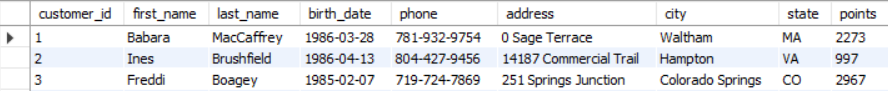 customer_id first_name last_name birth_date phone address city state points
1 Babara MacCaffrey 1986-03-28 781-932-9754 0 Sage Terrace Waltham MA 2273
2 Ines Brushfield 1986-04-13 804-427-9456 14187 Commercial Trail Hampton VA 997
3 Freddi Boagey 1985-02-07 719-724-7869 251 Springs Junction Colorado Springs CO 2967